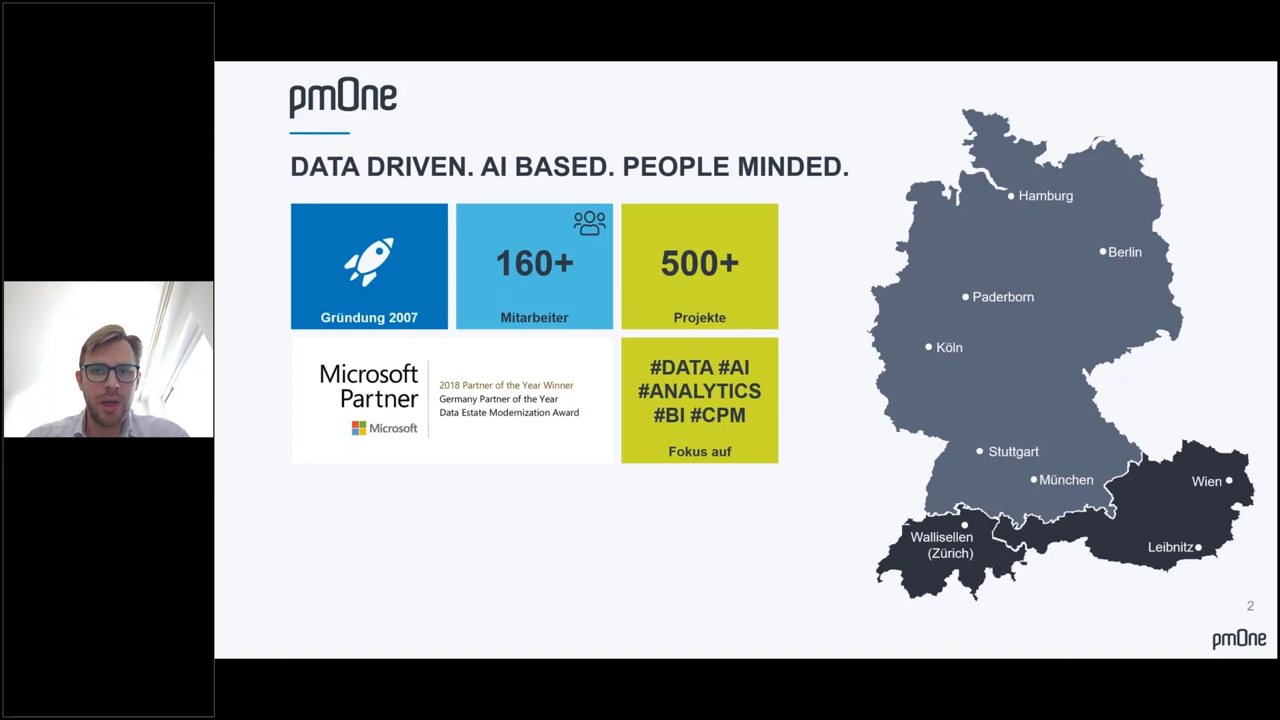 pmOne
DATA DRIVEN. AI BASED. PEOPLE MINDED.
Gründung 2007
160+
Mitarbeiter
500+
Projekte
Microsoft
Partner
Microsoft
2018 Partner of the Year Winner
Germany Partner of the Year
Data Estate Modernization Award
#DATA #AI
#ANALYTICS
#BI #CPM
Fokus auf
Hamburg
Berlin
Paderborn
Köln
Stuttgart
München
Wien
Wallisellen
(Zürich)
Leibnitz
2
pmOne